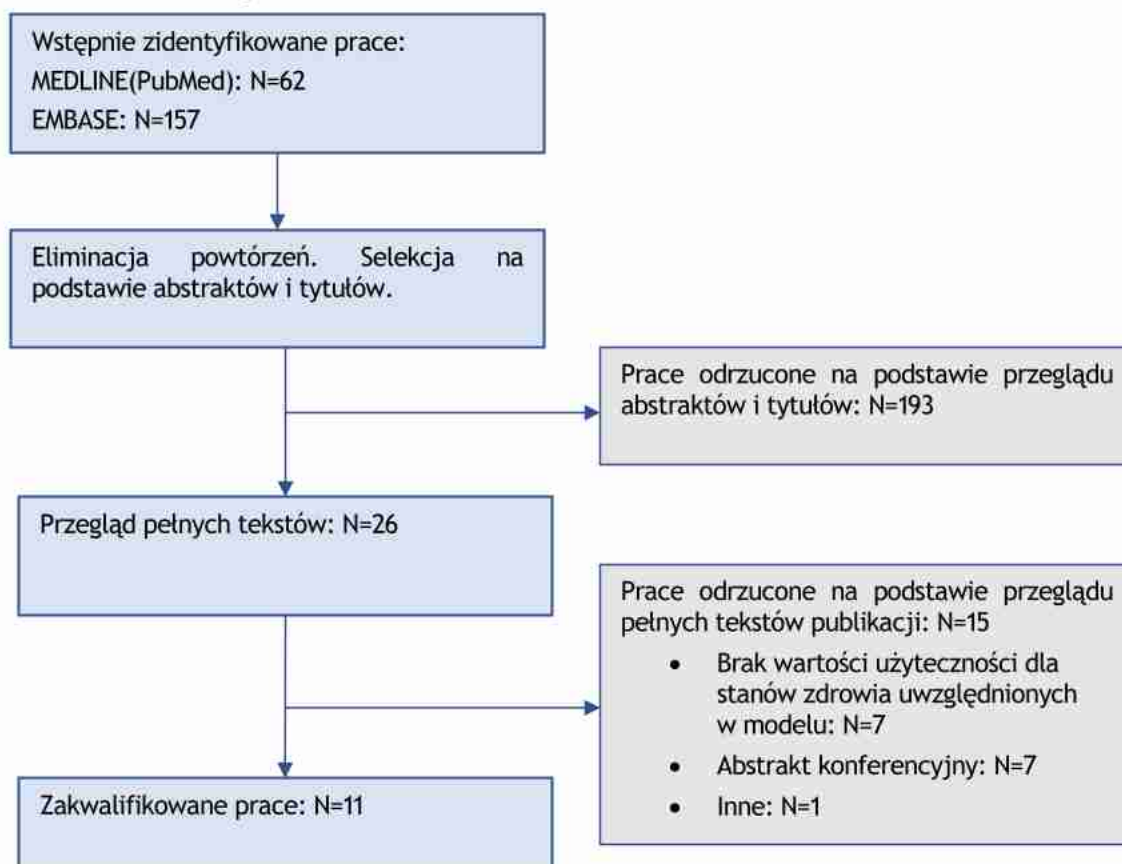 Wstępnie zidentyfikowane prace:
MEDLINE(PubMed): N=62
EMBASE: N=157
Eliminacja powtórzeń. Selekcja na
podstawie abstraktów i tytułów.
Prace odrzucone na podstawie przeglądu
abstraktów i tytułów: N=193
Przegląd pełnych tekstów: N=26
Prace odrzucone na podstawie przeglądu
pełnych tekstów publikacji: N=15
• Brak wartości użyteczności dla
stanów zdrowia uwzględnionych
w modelu: N=7
• Abstrakt konferencyjny: N=7
• Inne: N=1
Zakwalifikowane prace: N=11